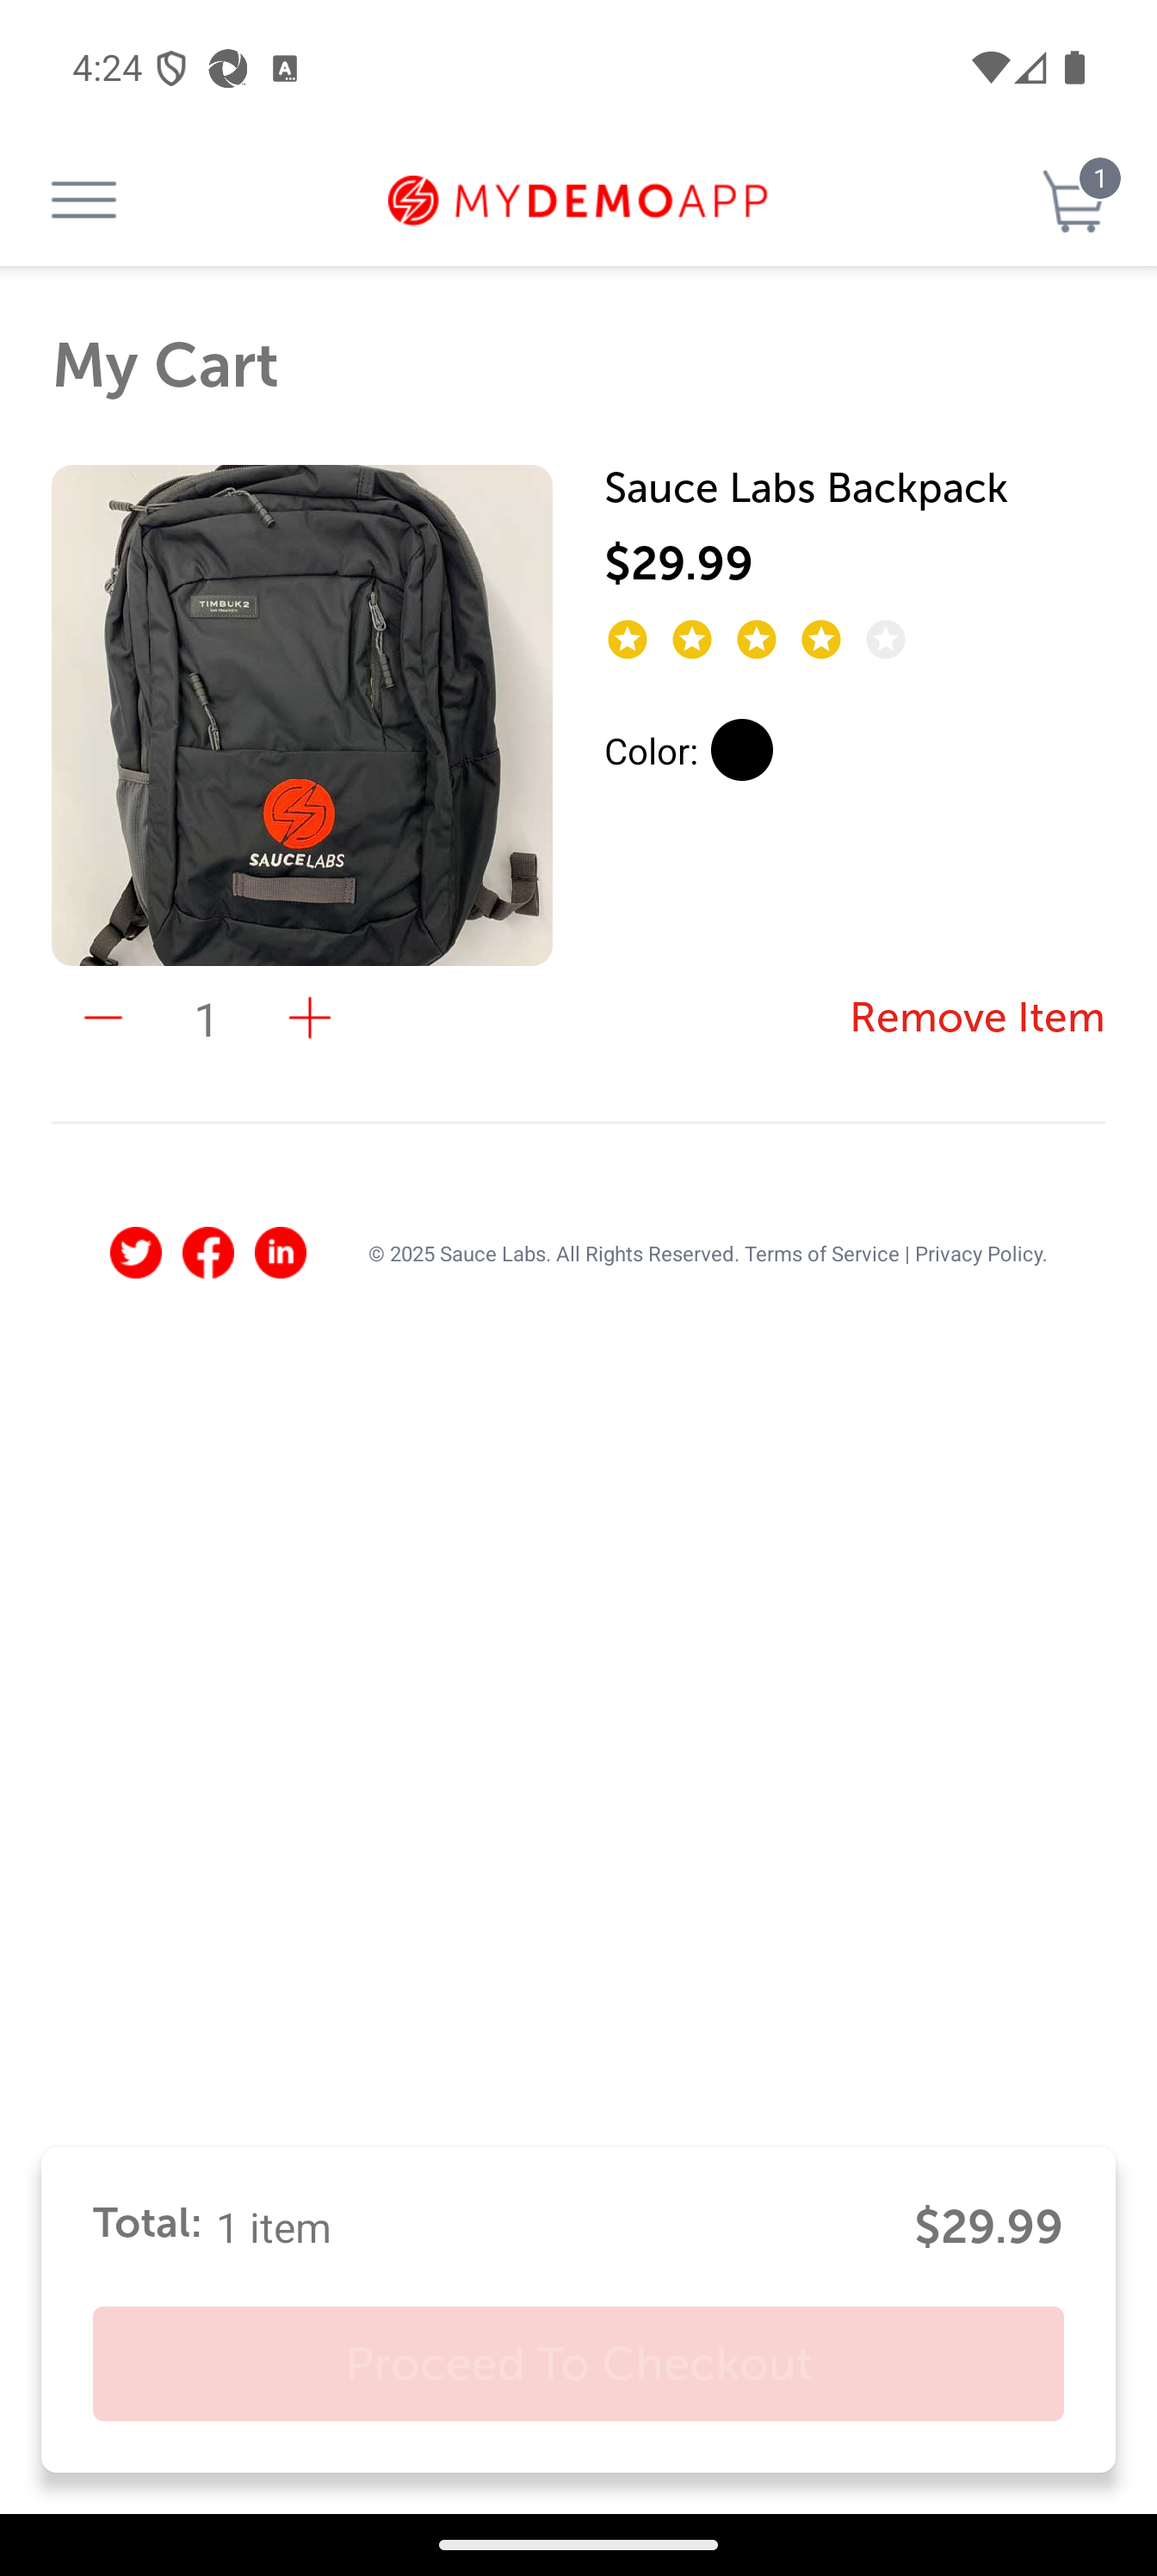 4:24
1
MYDEMOAPP
My Cart
TIMBUK2
SAUCELABS
Sauce Labs Backpack
$29.99
Color:
1
Remove Item
in
© 2025 Sauce Labs. All Rights Reserved. Terms of Service | Privacy Policy.
Total: 1 item
$29.99
Proceed To Checkout